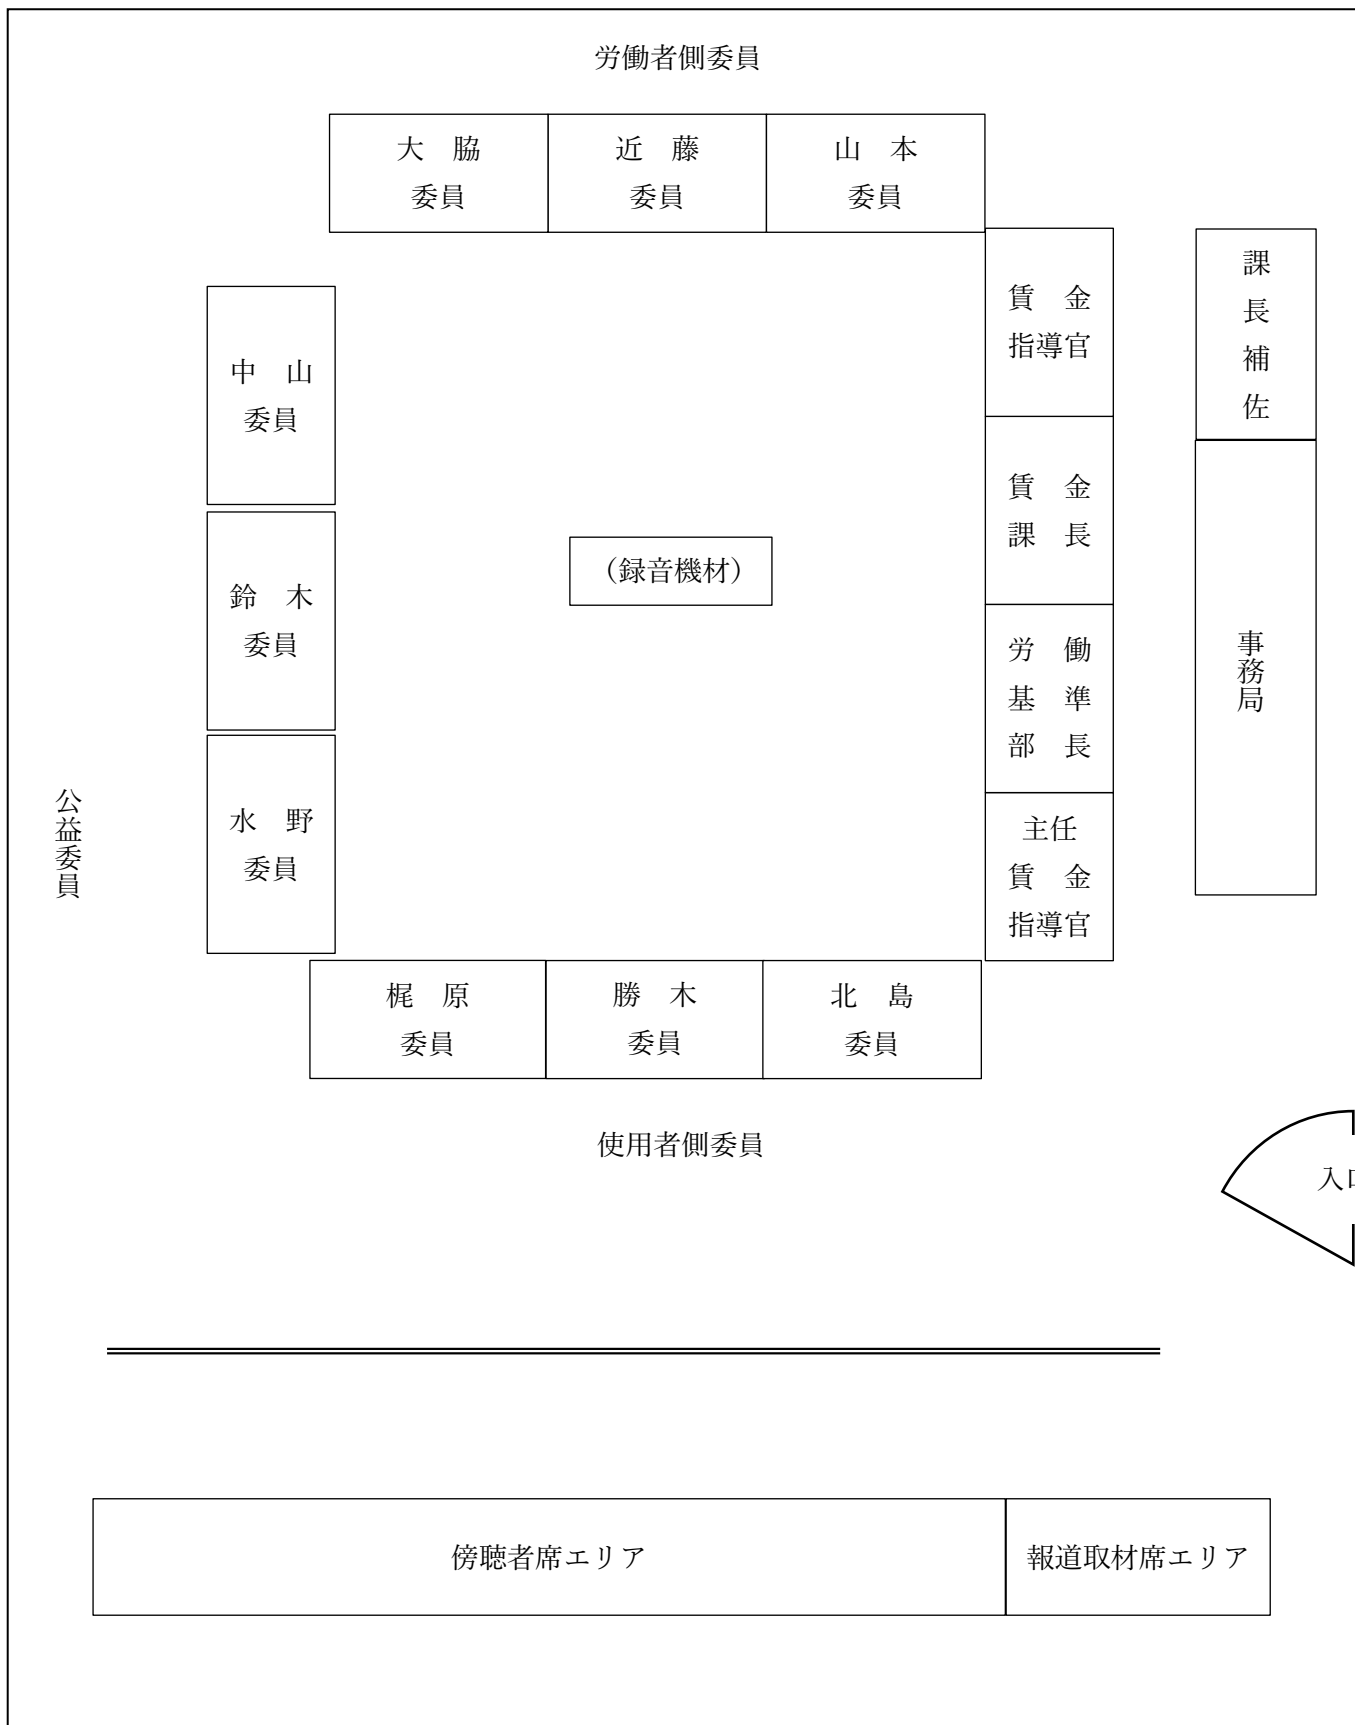 労働者側委員
大　脇
委員
近　藤
委員
山　本
委員
賃　金
指導官
課
長
補
佐
中　山
委員
賃　金
課　長
（録音機材）
鈴　木
委員
労　働
基　準
部　長
事務局
公益委員
水　野
委員
主任
賃　金
指導官
梶　原
委員
勝　木
委員
北　島
委員
使用者側委員
入口
傍聴者席エリア
報道取材席エリア